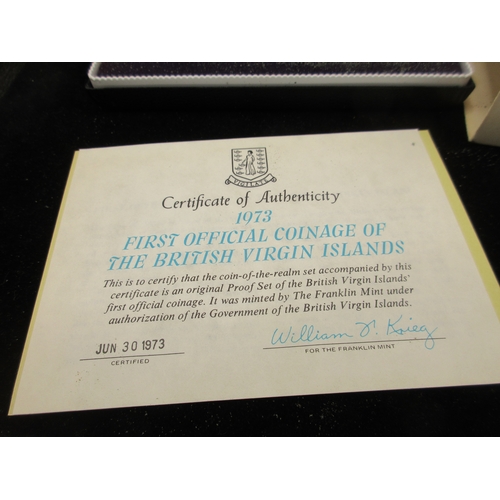 VIGILATE
Certificate of Authenticity
1973
FIRST OFFICIAL COINAGE OF
THE BRITISH VIRGIN ISLANDS
This is to certify that the coin-of-the-realm set accompanied by this
certificate is an original Proof Set of the British Virgin Islands'
first official coinage. It was minted by The Franklin Mint under
authorization of the Government of the British Virgin Islands.
JUN 30 1973
CERTIFIED
William F. Krieg
FOR THE FRANKLIN MINT